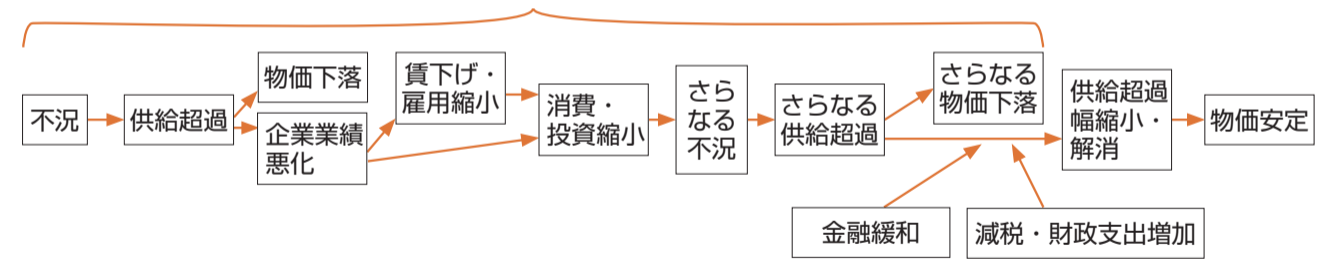 不況
供給超過
物価下落
企業業績
悪化
賃下げ・
雇用縮小
消費・
投資縮小
さら
なる
不況
さらなる
供給超過
さらなる
物価下落
供給超過
幅縮小・
解消
物価安定
金融緩和
減税・財政支出増加